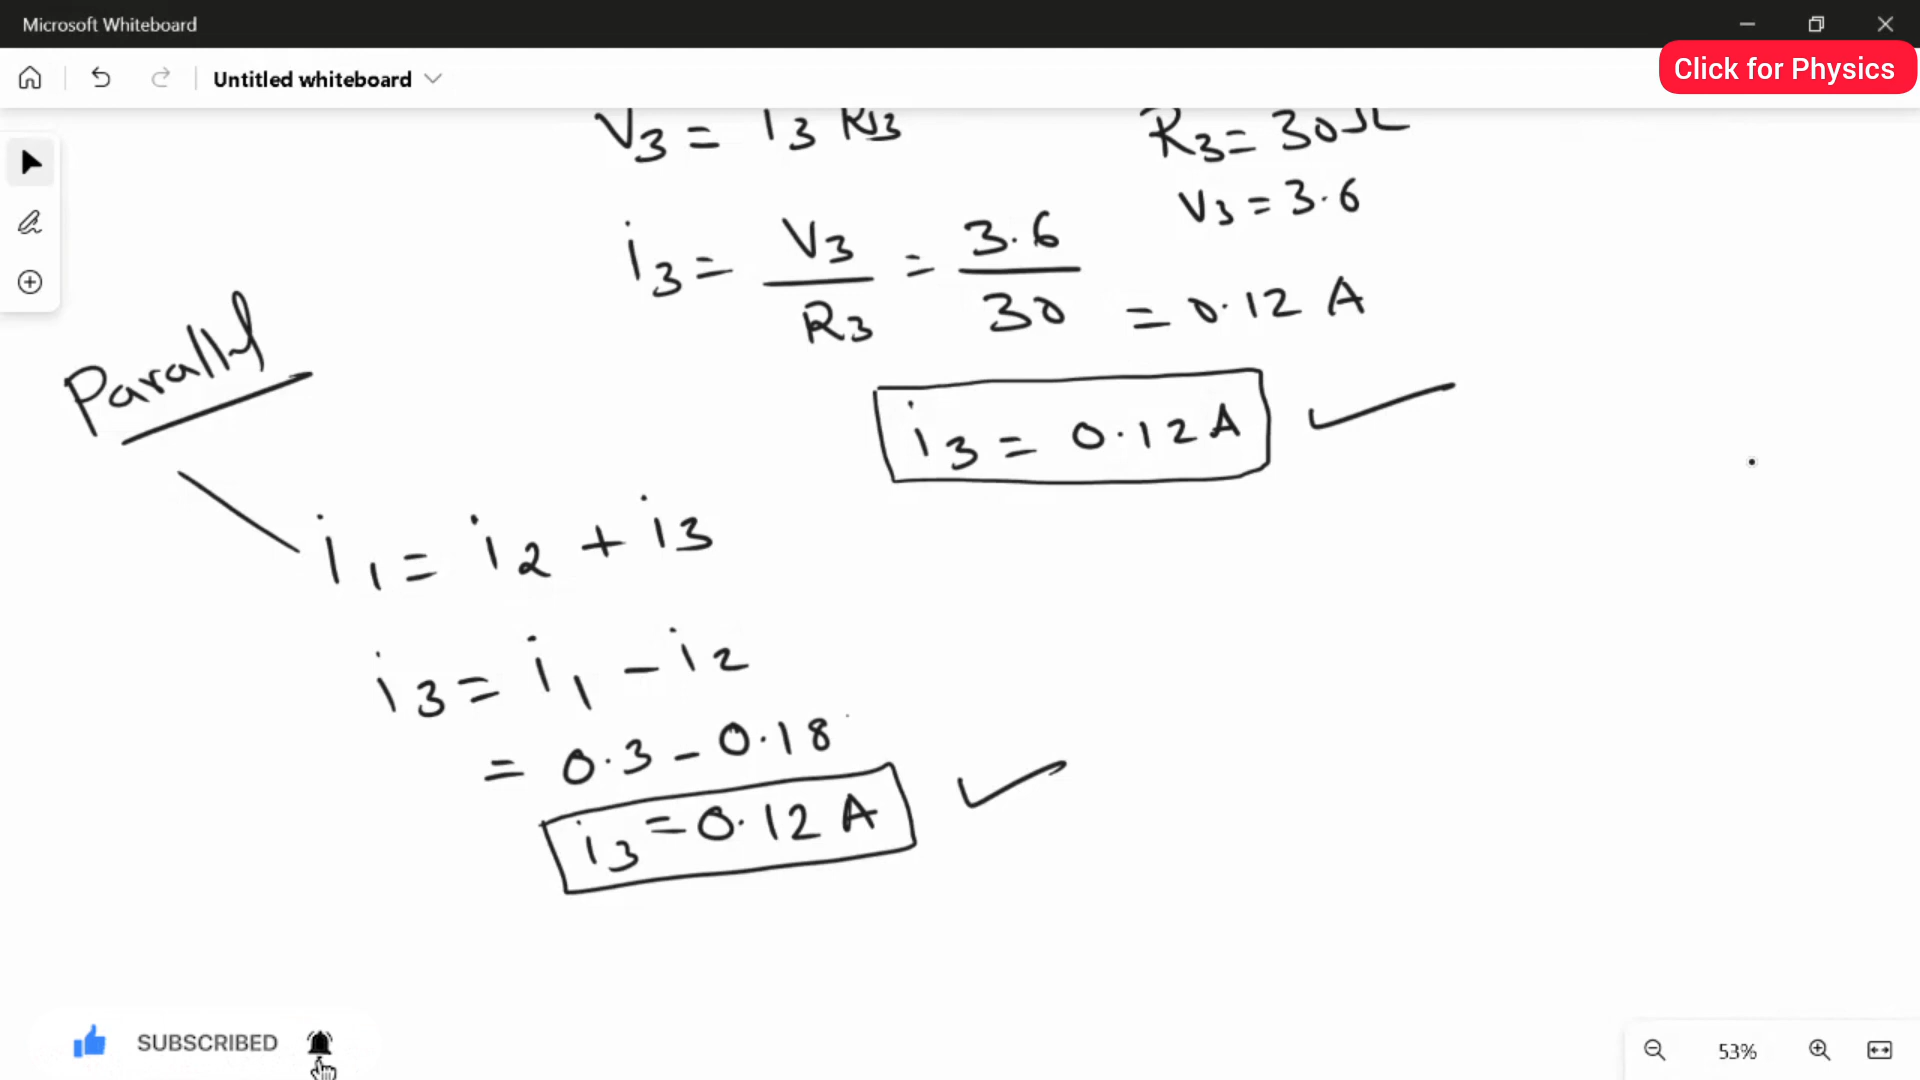 Microsoft Whiteboard
Untitled whiteboard
Click for Physics
V3 = i3 R3
R3 = 30Ω
V3 = 3.6
i3 = V3 / R3 = 3.6 / 30 = 0.12 A
i3 = 0.12A
Parallel
i1 = i2 + i3
i3 = i1 - i2
= 0.3 - 0.18
i3 = 0.12 A
SUBSCRIBED
53%